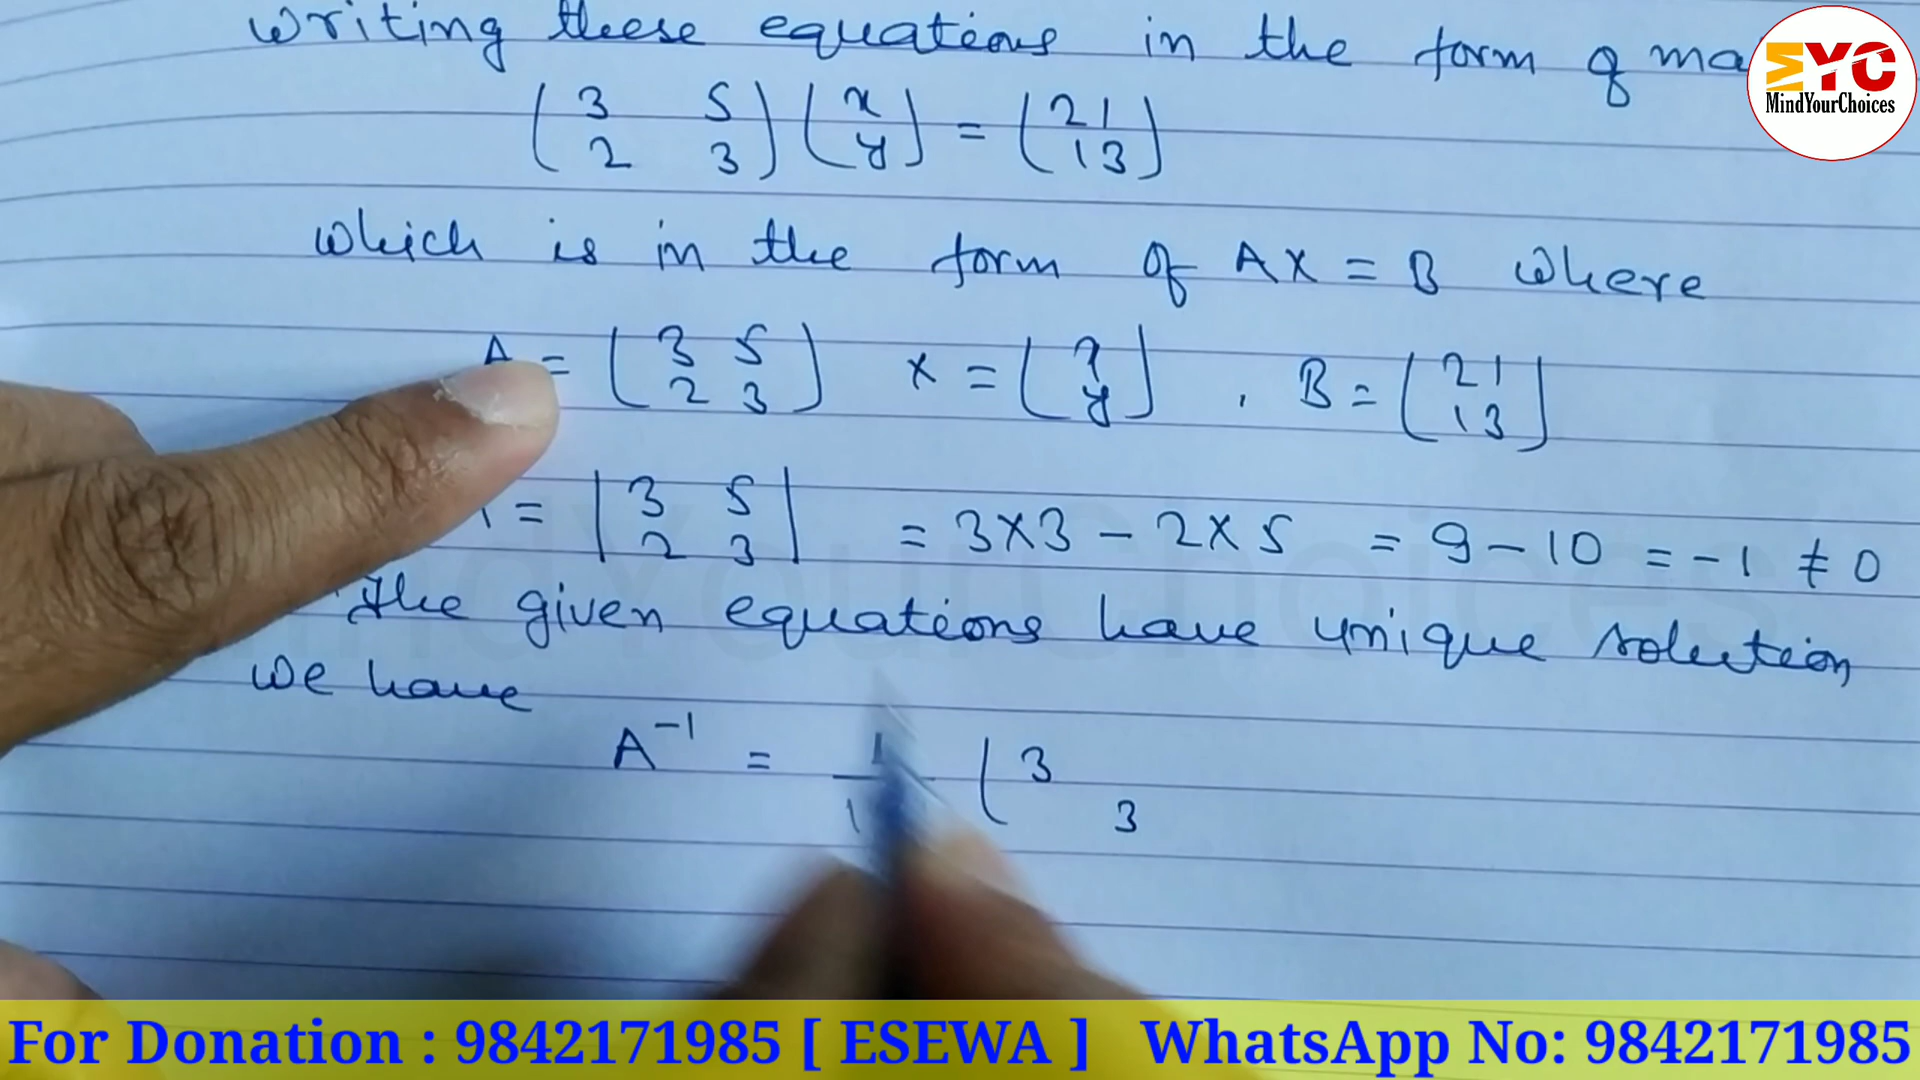 writing these equations in the form of ma
MYC
MindYourChoices
(3 5
2 3) (x
y) = (21
13)
which is in the form of AX = B where
A = (3 5
2 3) X = (x
y) , B = (21
13)
= |3 5
2 3| = 3×3 - 2×5 = 9-10 = -1 ≠ 0
The given equations have unique solution
we have
A⁻¹ = 1 (3
3
For Donation : 9842171985 [ ESEWA ] WhatsApp No: 9842171985